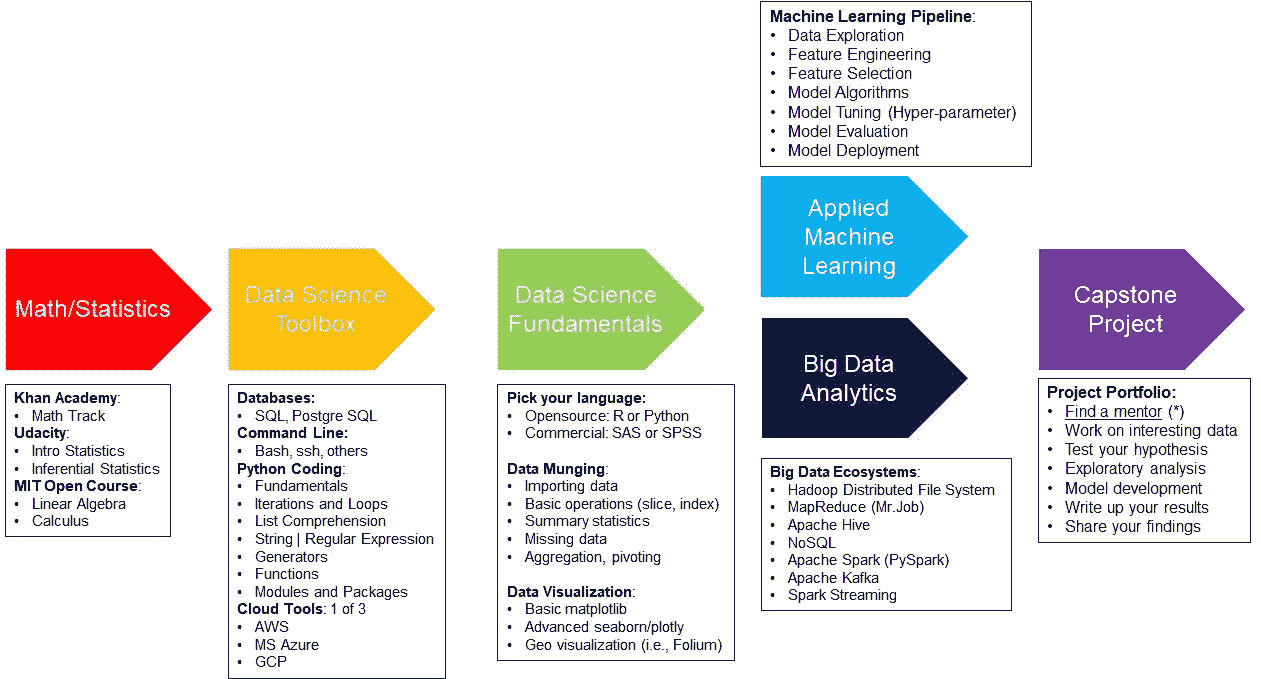 Math/Statistics
Khan Academy:
• Math Track
Udacity:
• Intro Statistics
• Inferential Statistics
MIT Open Course:
• Linear Algebra
• Calculus
Data Science
Toolbox
Databases:
• SQL, Postgre SQL
Command Line:
• Bash, ssh, others
Python Coding:
• Fundamentals
• Iterations and Loops
• List Comprehension
• String | Regular Expression
• Generators
• Functions
• Modules and Packages
Cloud Tools: 1 of 3
• AWS
• MS Azure
• GCP
Data Science
Fundamentals
Pick your language:
• Opensource: R or Python
• Commercial: SAS or SPSS
Data Munging:
• Importing data
• Basic operations (slice, index)
• Summary statistics
• Missing data
• Aggregation, pivoting
Data Visualization:
• Basic matplotlib
• Advanced seaborn/plotly
• Geo visualization (i.e., Folium)
Machine Learning Pipeline:
• Data Exploration
• Feature Engineering
• Feature Selection
• Model Algorithms
• Model Tuning (Hyper-parameter)
• Model Evaluation
• Model Deployment
Applied
Machine
Learning
Big Data
Analytics
Big Data Ecosystems:
• Hadoop Distributed File System
• MapReduce (Mr.Job)
• Apache Hive
• NoSQL
• Apache Spark (PySpark)
• Apache Kafka
• Spark Streaming
Capstone
Project
Project Portfolio:
• Find a mentor (*)
• Work on interesting data
• Test your hypothesis
• Exploratory analysis
• Model development
• Write up your results
• Share your findings